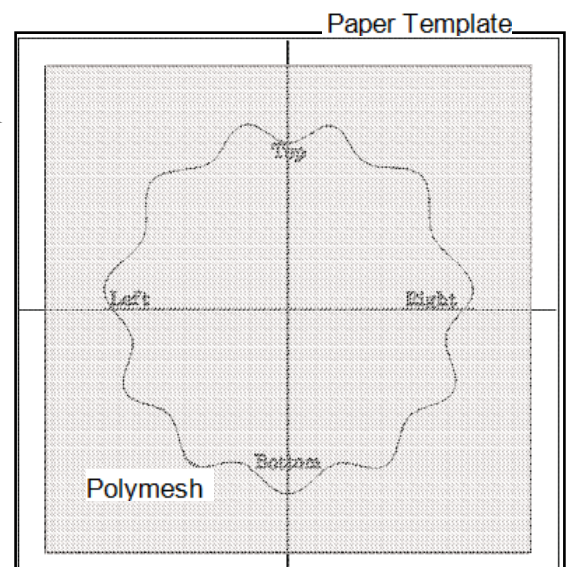 Paper Template
Top
Left
Right
Bottom
Polymesh